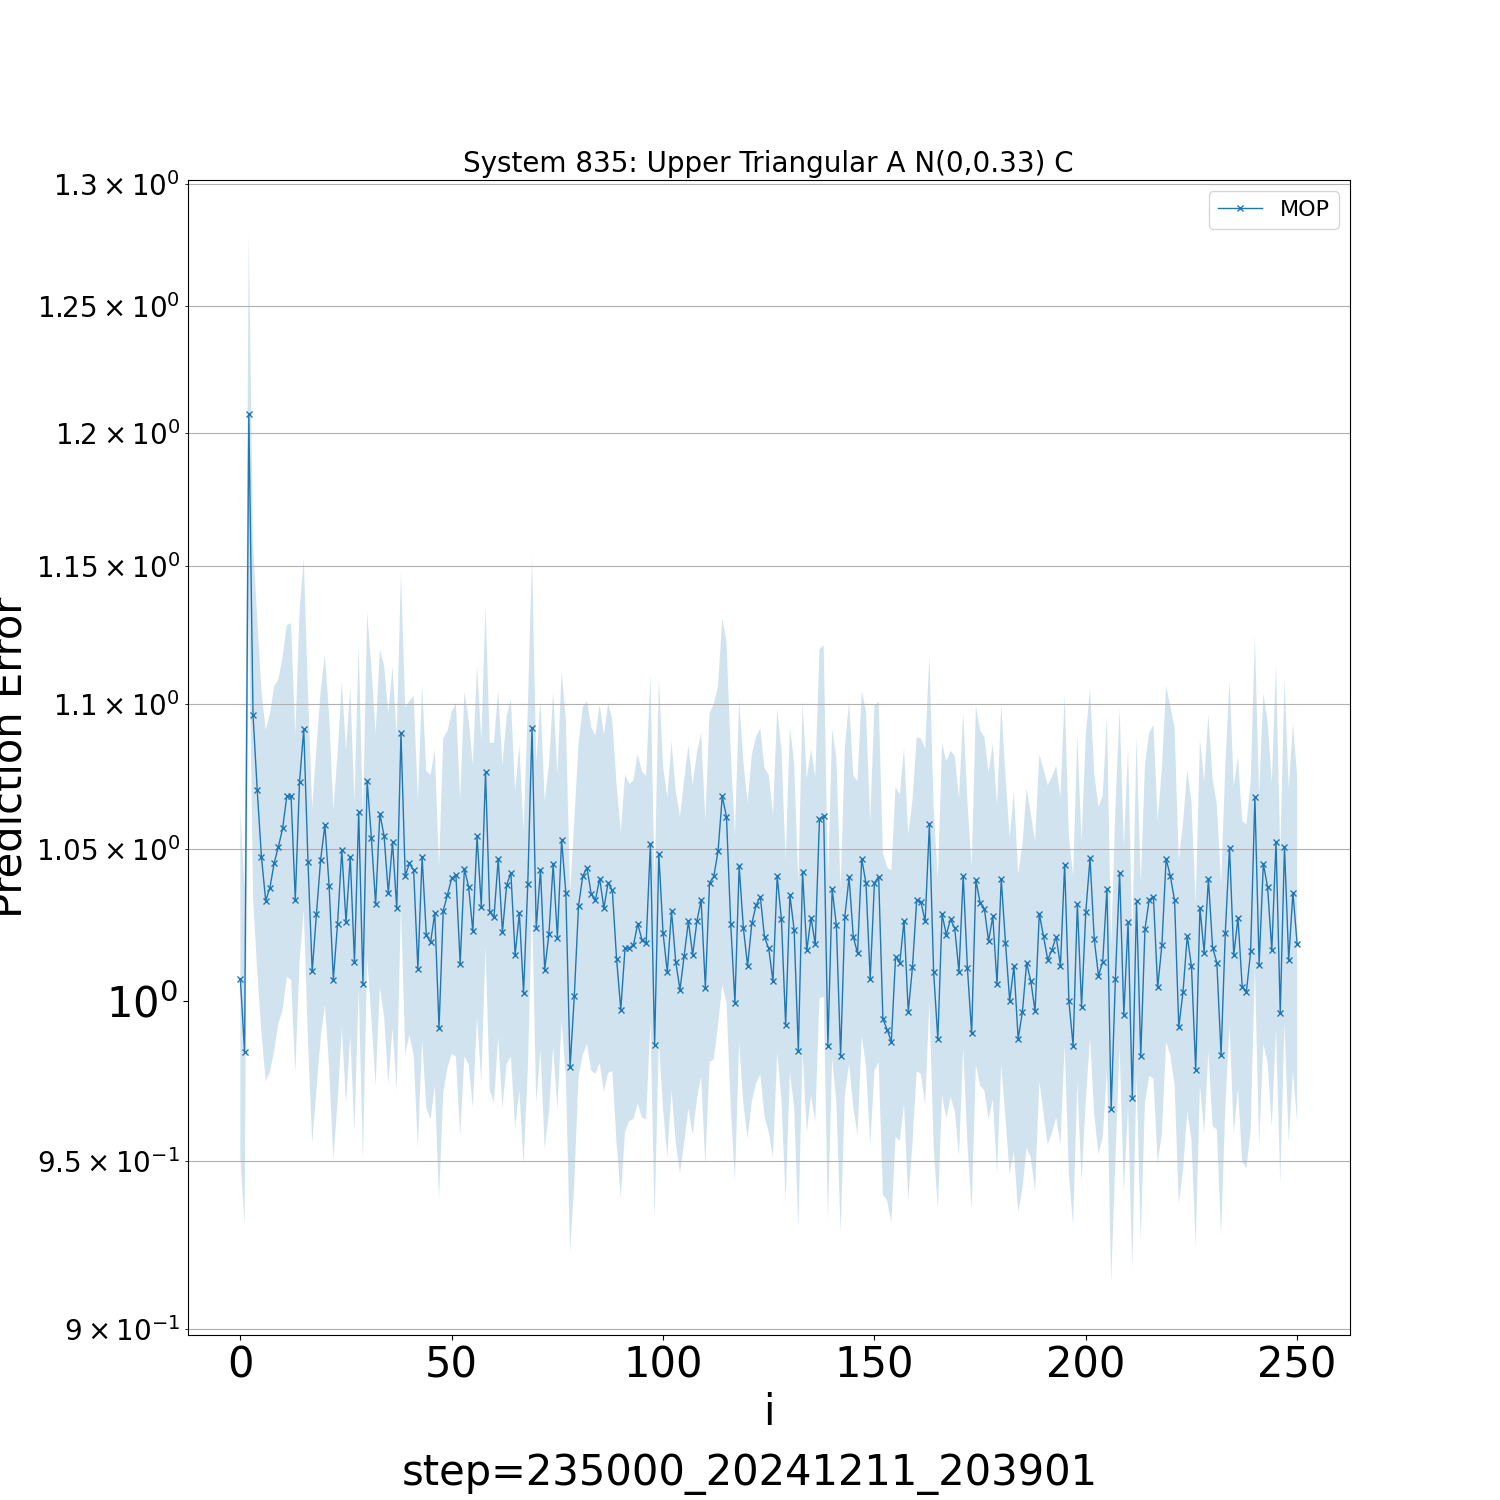 System 835: Upper Triangular A N(0,0.33) C
MOP
1.3 × 10⁰
1.25 × 10⁰
1.2 × 10⁰
1.15 × 10⁰
1.1 × 10⁰
1.05 × 10⁰
10⁰
9.5 × 10⁻¹
9 × 10⁻¹
Prediction Error
0 50 100 150 200 250
i
step=235000_20241211_203901